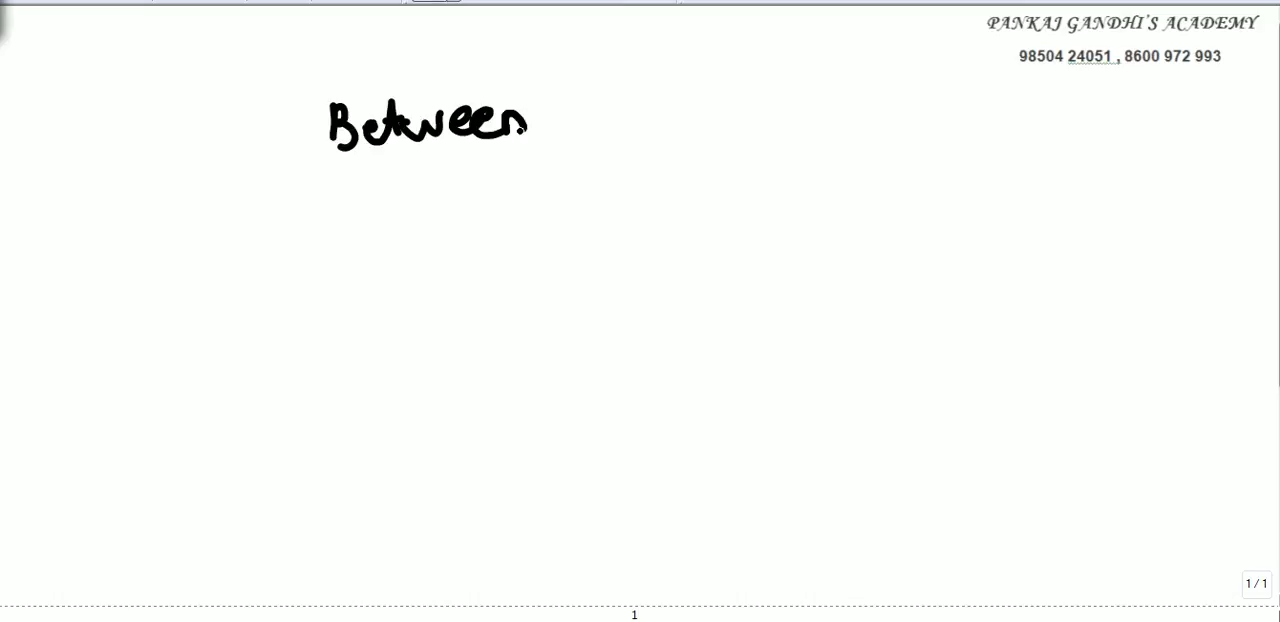 PANKAJ GANDHI'S ACADEMY
98504 24051 , 8600 972 993
Between
1 / 1
1